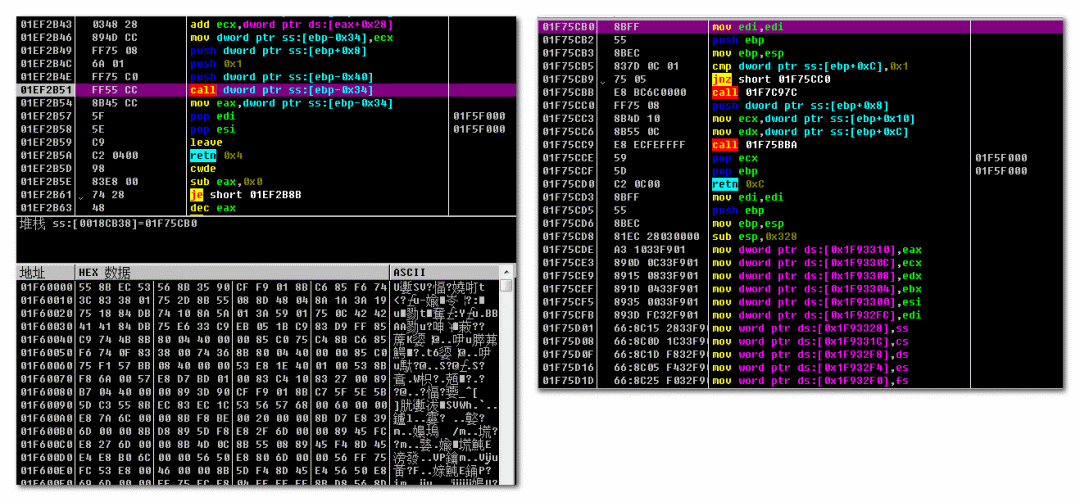 01EF2B43 0348 28 add ecx,dword ptr ds:[eax+0x28]
01EF2B46 894D CC mov dword ptr ss:[ebp-0x34],ecx
01EF2B49 FF75 08 push dword ptr ss:[ebp+0x8]
01EF2B4C 6A 01 push 0x1
01EF2B4E FF75 C0 push dword ptr ss:[ebp-0x40]
01EF2B51 FF55 CC call dword ptr ss:[ebp-0x34]
01EF2B54 8B45 CC mov eax,dword ptr ss:[ebp-0x34]
01EF2B57 5F pop edi 01F5F000
01EF2B58 5E pop esi 01F5F000
01EF2B59 C9 leave
01EF2B5A C2 0400 retn 0x4
01EF2B5D 98 cwde
01EF2B5E 83E8 00 sub eax,0x0
01EF2B61 74 28 je short 01EF2B8B
01EF2B63 48 dec eax
堆栈 ss:[0018CB38]=01F75CB0
地址 HEX 数据 ASCII
01F60000 55 8B EC 53 56 8B 35 90 CF F9 01 8B C6 85 F6 74
01F60010 3C 83 38 01 75 2D 8B 55 08 8D 48 04 8A 1A 3A 19
01F60020 75 18 84 DB 74 10 8A 5A 01 3A 59 01 75 0C 42 42
01F60030 41 41 84 DB 75 E6 33 C9 EB 05 1B C9 83 D9 FF 85
01F60040 C9 74 4B 8B 80 04 40 00 00 85 C0 75 C4 8B C6 85
01F60050 F6 74 0F 83 38 00 74 36 8B 80 04 40 00 00 85 C0
01F60060 75 F1 57 BB 08 40 00 00 53 E8 1E 40 01 00 53 8B
01F60070 F8 6A 00 57 E8 D7 BD 01 00 83 C4 10 83 27 00 89
01F60080 B7 04 40 00 00 89 3D 90 CF F9 01 8B C7 5F 5E 5B
01F60090 5D C3 55 8B EC 83 EC 1C 53 56 57 68 00 60 00 00
01F600A0 E8 7A 6C 00 00 8B F8 BE 00 20 00 00 8B D7 E8 39
01F600B0 6D 00 00 8B D8 89 5D F8 E8 2F 6D 00 00 89 45 FC
01F600C0 E8 27 6D 00 00 8B 4D 0C 8B 55 08 89 45 F4 8D 45
01F600D0 E4 E8 B0 6C 00 00 56 50 E8 80 6D 00 00 56 FF 75
01F600E0 FC 53 E8 00 46 00 00 8B 5D F4 8D 45 E4 56 50 E8
01F75CB0 8BFF mov edi,edi
01F75CB2 55 push ebp
01F75CB3 8BEC mov ebp,esp
01F75CB5 837D 0C 01 cmp dword ptr ss:[ebp+0xC],0x1
01F75CB9 75 05 jnz short 01F75CC0
01F75CBB E8 BC6C0000 call 01F7C97C
01F75CC0 FF75 08 push dword ptr ss:[ebp+0x8]
01F75CC3 8B4D 10 mov ecx,dword ptr ss:[ebp+0x10]
01F75CC6 8B55 0C mov edx,dword ptr ss:[ebp+0xC]
01F75CC9 E8 ECFEFFFF call 01F75BBA
01F75CCE 59 pop ecx 01F5F000
01F75CCF 5D pop ebp 01F5F000
01F75CD0 C2 0C00 retn 0xC
01F75CD3 8BFF mov edi,edi
01F75CD5 55 push ebp
01F75CD6 8BEC mov ebp,esp
01F75CD8 81EC 28030000 sub esp,0x328
01F75CDE A3 1033F901 mov dword ptr ds:[0x1F93310],eax
01F75CE3 890D 0C33F901 mov dword ptr ds:[0x1F9330C],ecx
01F75CE9 8915 0833F901 mov dword ptr ds:[0x1F93308],edx
01F75CEF 891D 0433F901 mov dword ptr ds:[0x1F93304],ebx
01F75CF5 8935 0033F901 mov dword ptr ds:[0x1F93300],esi
01F75CFB 893D FC32F901 mov dword ptr ds:[0x1F932FC],edi
01F75D01 66:8C15 2833F9 mov word ptr ds:[0x1F93328],ss
01F75D08 66:8C0D 1C33F9 mov word ptr ds:[0x1F9331C],cs
01F75D0F 66:8C1D F832F9 mov word ptr ds:[0x1F932F8],ds
01F75D16 66:8C05 F432F9 mov word ptr ds:[0x1F932F4],es
01F75D1D 66:8C25 F032F9 mov word ptr ds:[0x1F932F0],fs